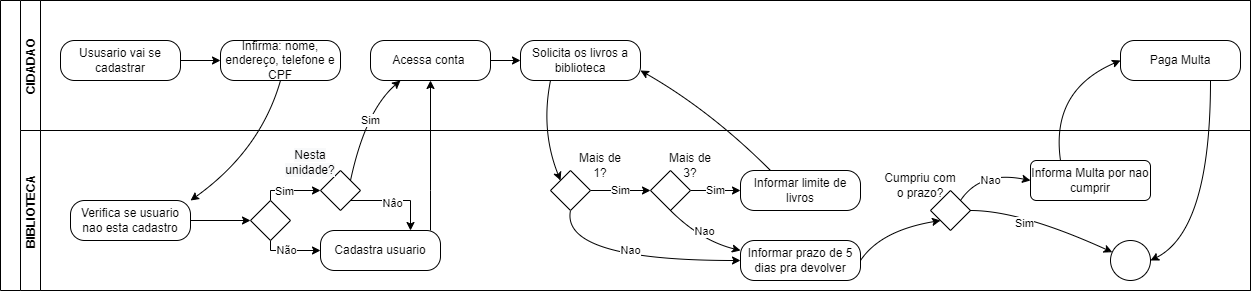 CIDADAO
Ususario vai se
cadastrar
Infirma: nome,
endereço, telefone e
CPF
Acessa conta
Solicita os livros a
biblioteca
Paga Multa
Sim
BIBLIOTECA
Verifica se usuario
nao esta cadastro
Sim
Não
Nesta
unidade?
Nâo
Cadastra usuario
Mais de
1?
Sim
Nao
Mais de
3?
Sim
Nao
Informar limite de
livros
Informar prazo de 5
dias pra devolver
Cumpriu com
o prazo?
Nao
Sim
Informa Multa por nao
cumprir